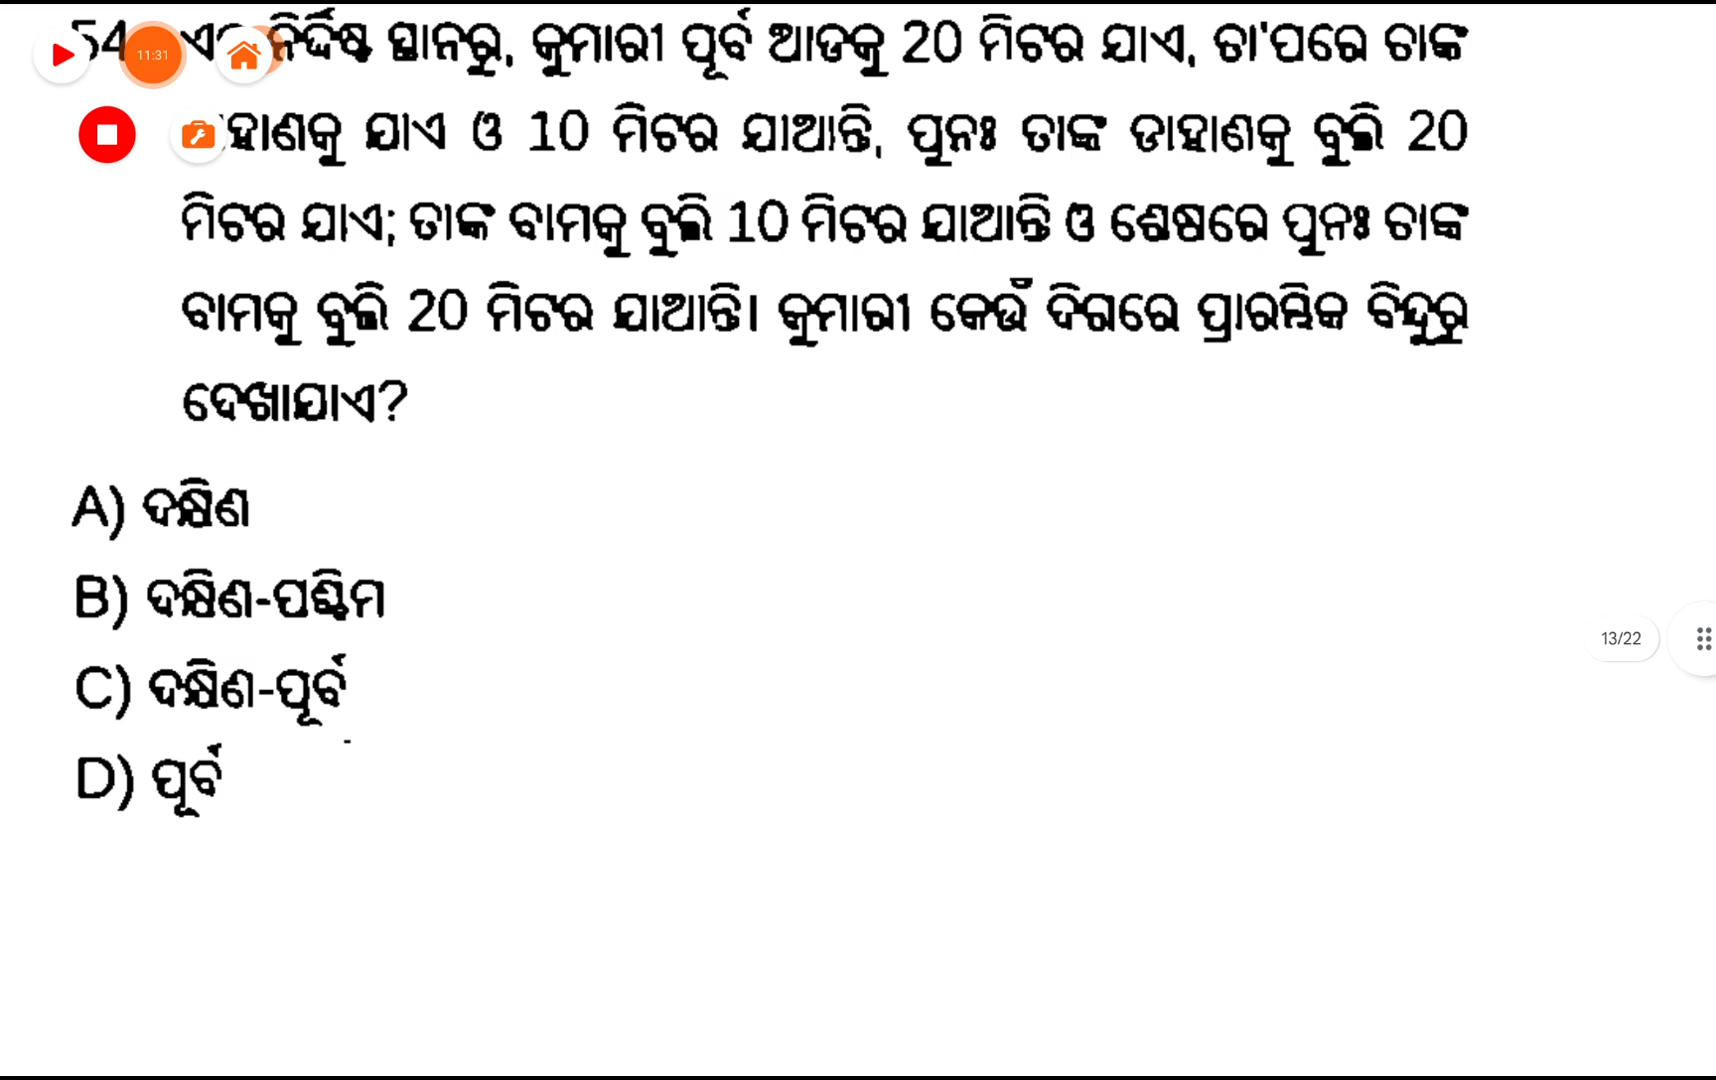 54 ନିର୍ଦ୍ଦିଷ୍ଟ ସ୍ଥାନରୁ, କୁମାରୀ ପୂର୍ବ ଆଡକୁ 20 ମିଟର ଯାଏ, ତା'ପରେ ତାଙ୍କ
11:31
ଯାଏ ଓ 10 ମିଟର ଯାଆନ୍ତି, ପୁନଃ ତାଙ୍କ ଡାହାଣକୁ ବୁଲି 20
ମିଟର ଯାଏ; ତାଙ୍କ ବାମକୁ ବୁଲି 10 ମିଟର ଯାଆନ୍ତି ଓ ଶେଷରେ ପୁନଃ ତାଙ୍କ
ବାମକୁ ବୁଲି 20 ମିଟର ଯାଆନ୍ତି। କୁମାରୀ କେଉଁ ଦିଗରେ ପ୍ରାରମ୍ଭିକ ବିନ୍ଦୁରୁ
ଦେଖାଯାଏ?
A) ଦକ୍ଷିଣ
B) ଦକ୍ଷିଣ-ପଶ୍ଚିମ
C) ଦକ୍ଷିଣ-ପୂର୍ବ
D) ପୂର୍ବ
13/22